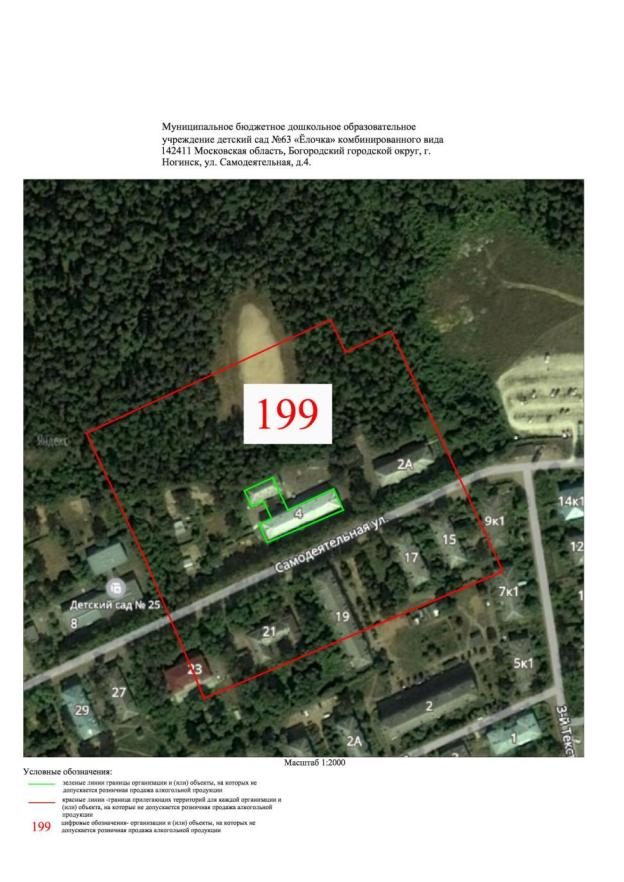 Муниципальное бюджетное дошкольное образовательное
учреждение детский сад №63 «Ёлочка» комбинированного вида
142411 Московская область, Богородский городской округ, г.
Ногинск, ул. Самодеятельная, д.4.
199
Яндекс
2А
4
Самодеятельная ул.
14к1
9к1
15
12
17
Детский сад № 25
7к1
8
19
21
5к1
23
27
29
2
2А
1
3-й Текс
Масштаб 1:2000
Условные обозначения:
зеленые линии границы организации и (или) объекты, на которых не
допускается розничная продажа алкогольной продукции
красные линии -граница прилегающих территорий для каждой организации и
(или) объекта, на которые не допускается розничная продажа алкогольной
продукции
199
цифровые обозначения- организации и (или) объекты, на которых не
допускается розничная продажа алкогольной продукции